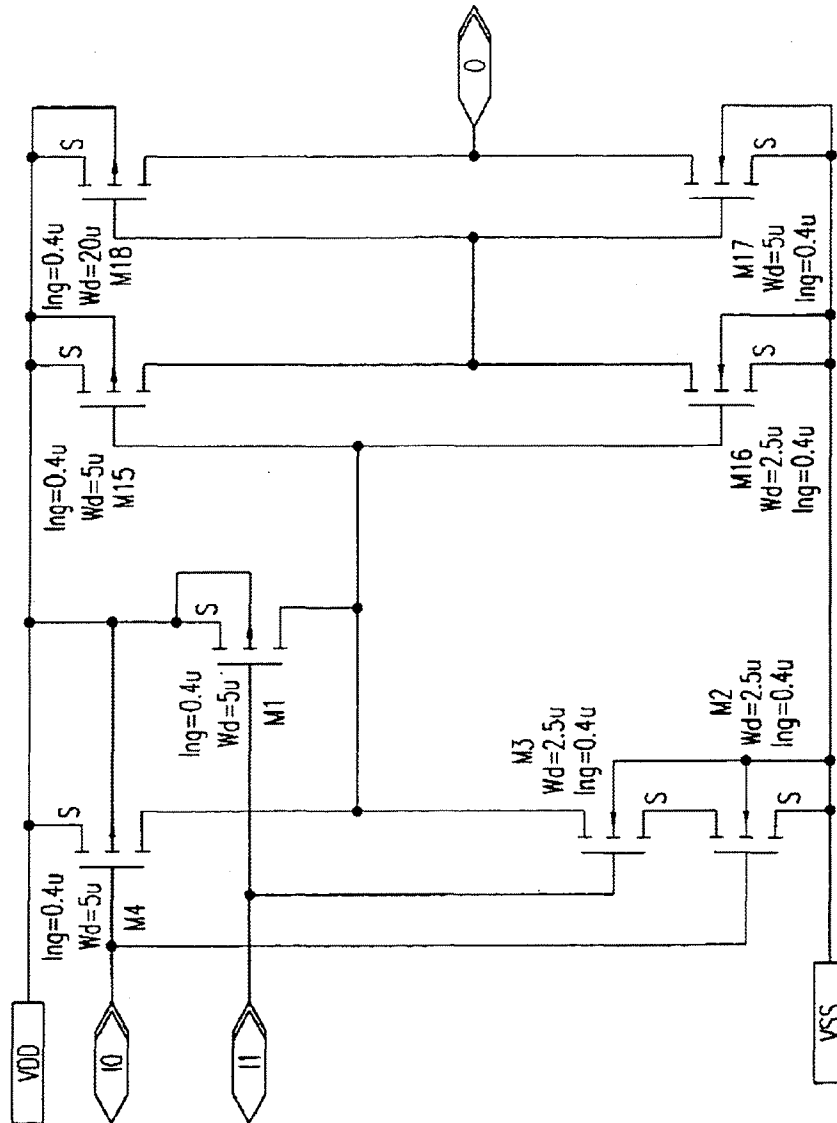 VDD
I0
I1
lng=0.4u
Wd=5u
M4
S
lng=0.4u
Wd=5u
M1
S
M3
Wd=2.5u
lng=0.4u
S
M2
Wd=2.5u
lng=0.4u
S
lng=0.4u
Wd=5u
M15
S
M16
Wd=2.5u
lng=0.4u
S
lng=0.4u
Wd=20u
M18
S
M17
Wd=5u
lng=0.4u
S
O
VSS